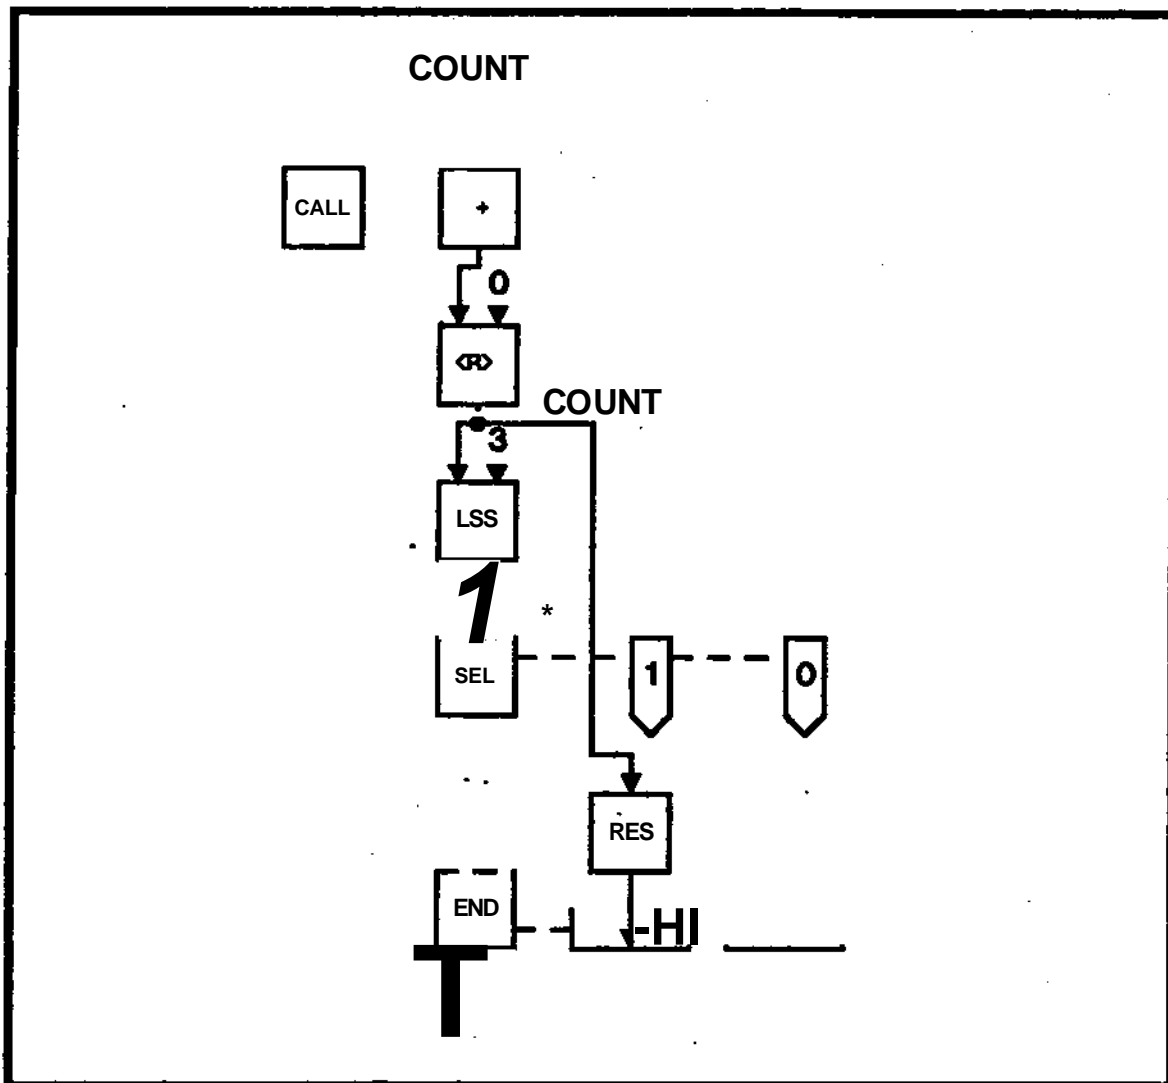 COUNT
CALL +
0
<R>
COUNT
3
LSS
1 *
SEL 1 0
RES
END -HI